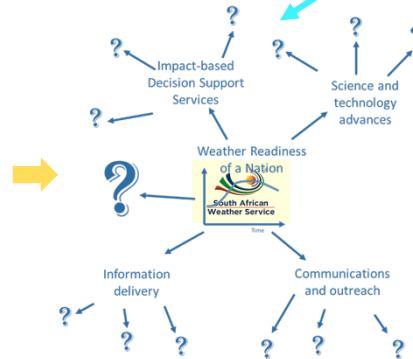 ?
?
?
?
?
?
Impact-based
Decision Support
Services
?
Science and
technology
advances
Weather Readiness
of a Nation
?
South African
Weather Service
Time
Information
delivery
Communications
and outreach
?
?
?
?
?
?